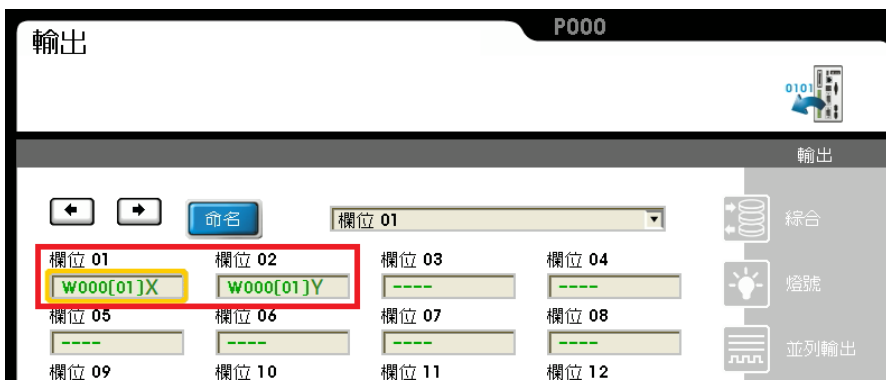 P000
輸出
0101
輸出
命名
欄位 01
綜合
欄位 01 欄位 02 欄位 03 欄位 04
W000[01]X W000[01]Y ---- ----
燈號
欄位 05 欄位 06 欄位 07 欄位 08
---- ---- ---- ----
並列輸出
欄位 09 欄位 10 欄位 11 欄位 12